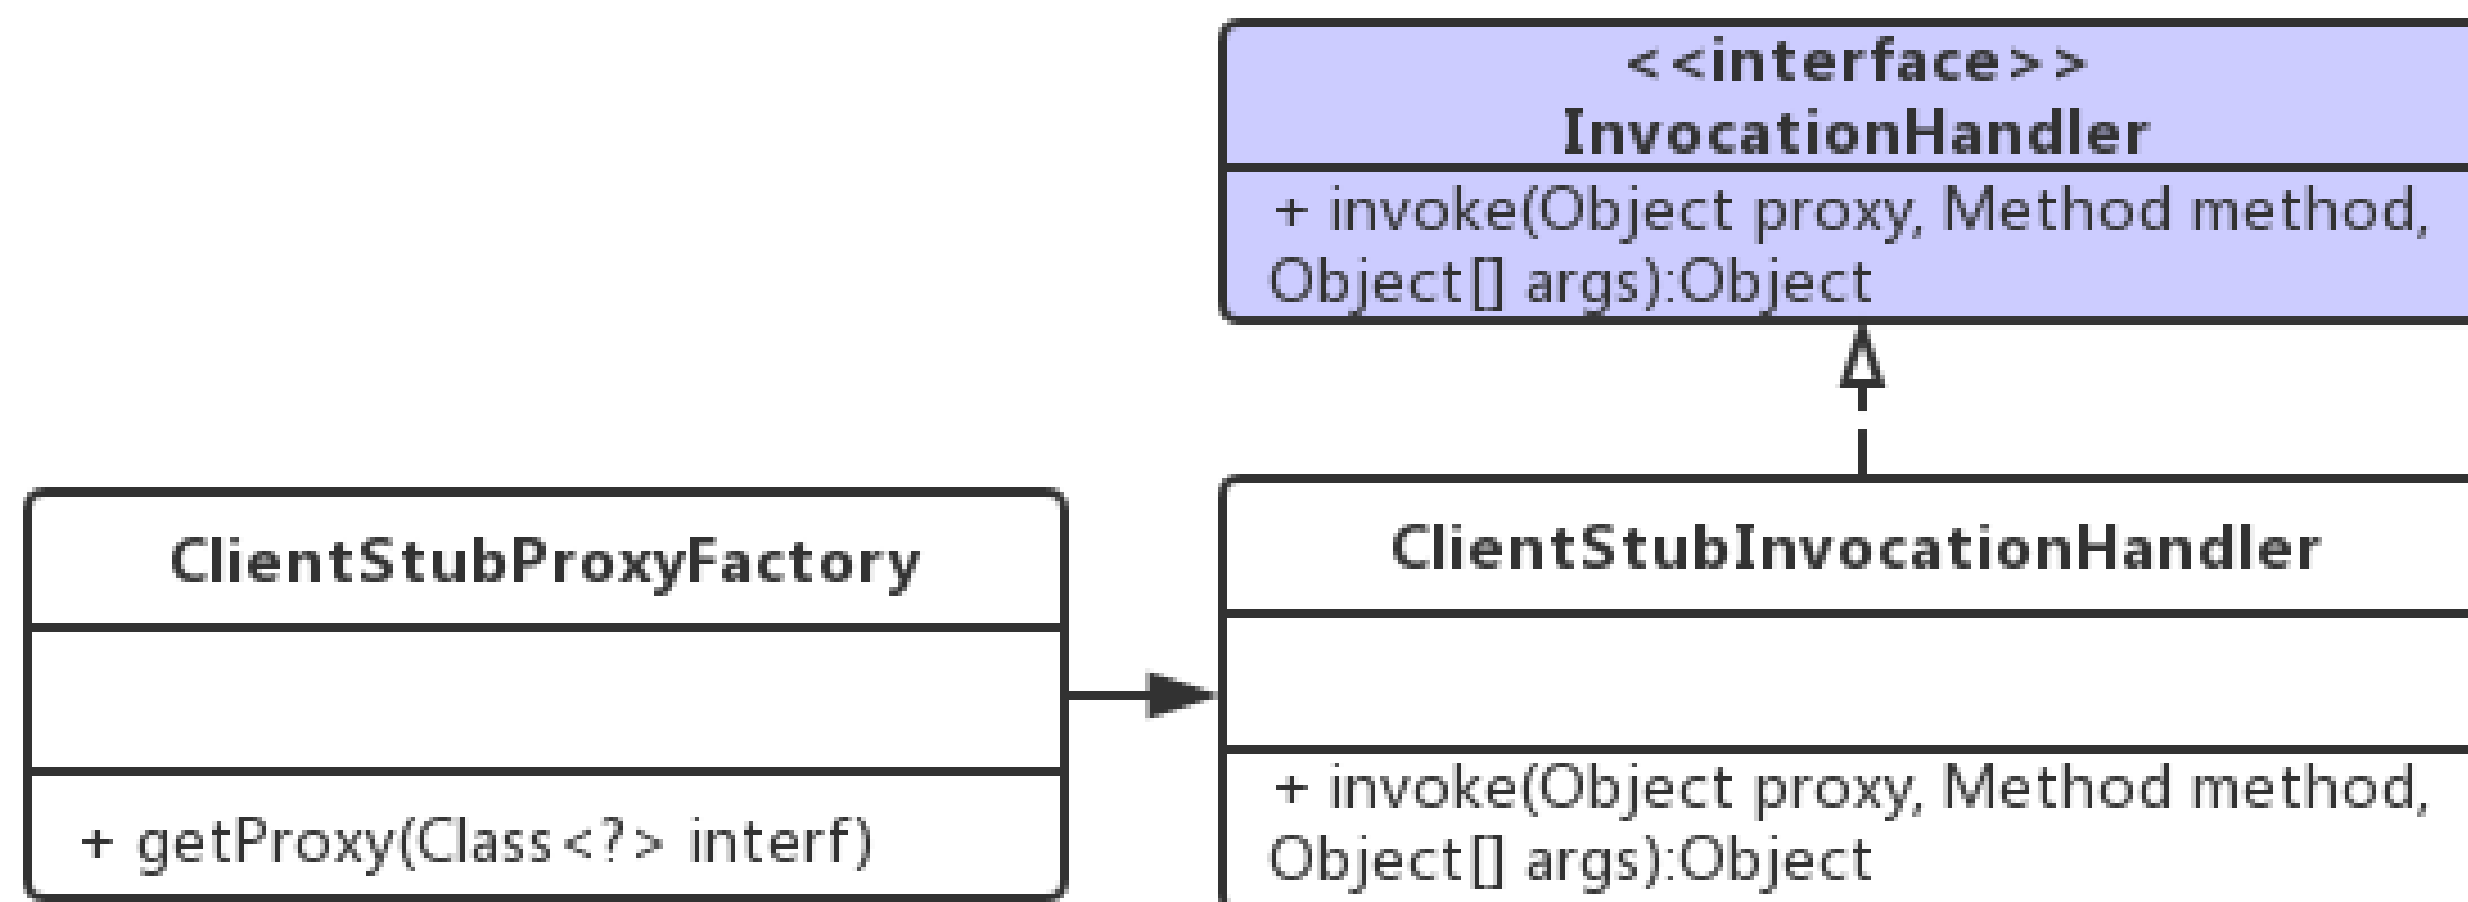 <<interface>>
InvocationHandler
+ invoke(Object proxy, Method method,
Object[] args):Object
ClientStubProxyFactory
+ getProxy(Class<?> interf)
ClientStubInvocationHandler
+ invoke(Object proxy, Method method,
Object[] args):Object